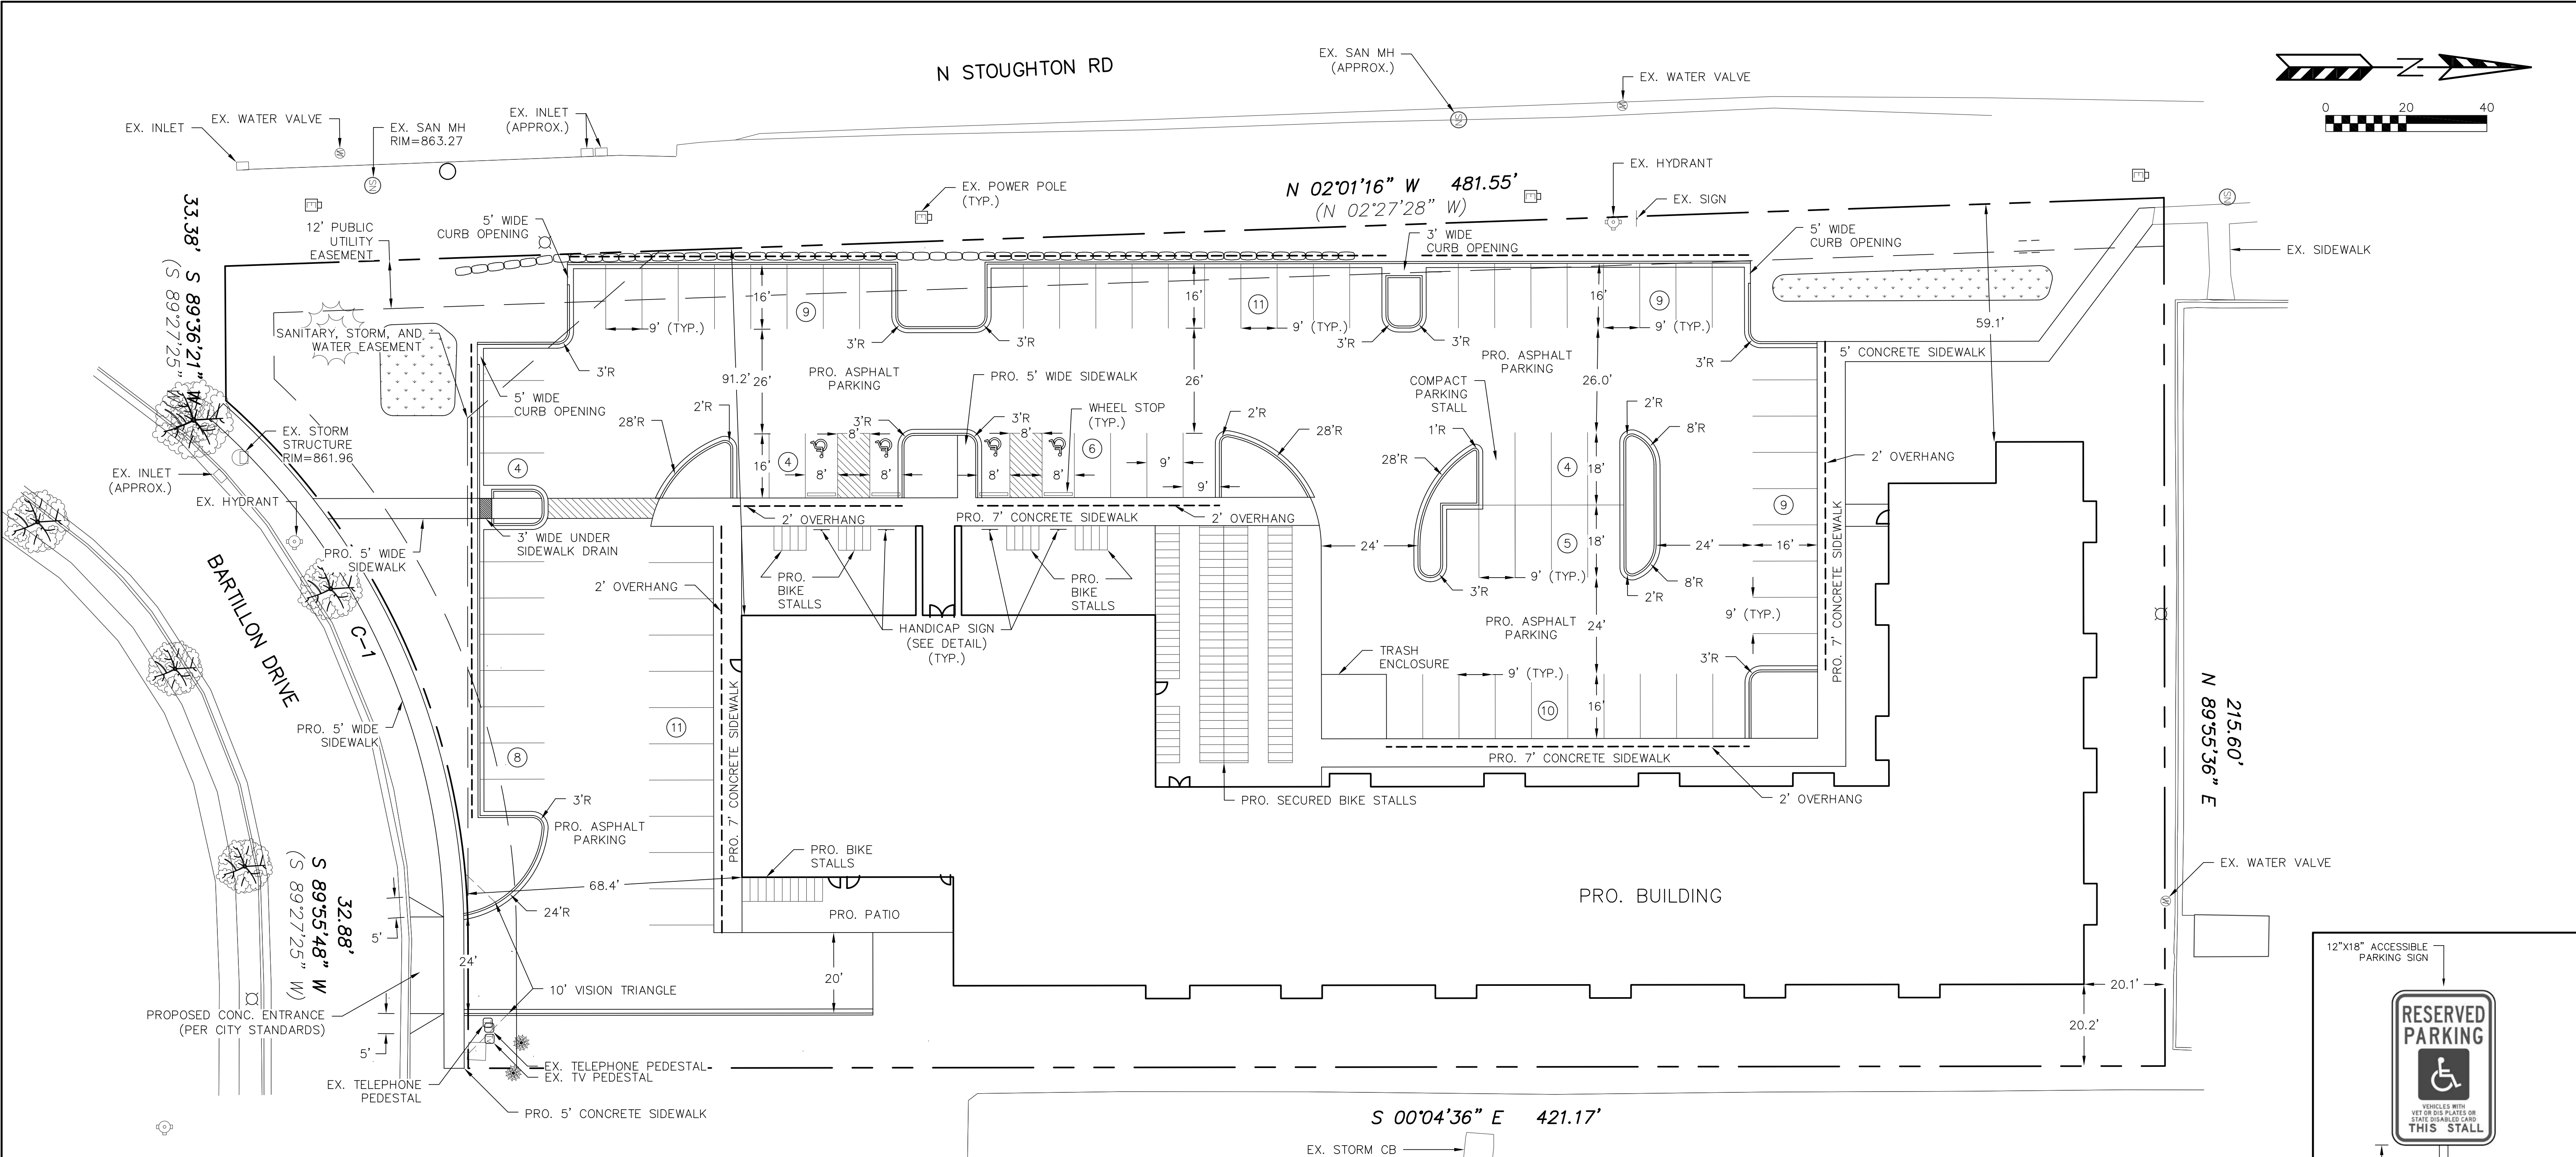 N STOUGHTON RD
EX. SAN MH
(APPROX.)
EX. WATER VALVE
N
0 20 40
EX. INLET
EX. WATER VALVE
EX. SAN MH
RIM=863.27
EX. INLET
(APPROX.)
W
SN
SN
W
E
E
E
E
SN
EX. POWER POLE
(TYP.)
N 02°01'16" W 481.55'
(N 02°27'28" W)
EX. HYDRANT
EX. SIGN
EX. SIDEWALK
33.38'
S 89°36'21" W
(S 89°27'25" W)
12' PUBLIC
UTILITY
EASEMENT
5' WIDE
CURB OPENING
3' WIDE
CURB OPENING
5' WIDE
CURB OPENING
SANITARY, STORM, AND
WATER EASEMENT
16'
9
9' (TYP.)
16'
11
9' (TYP.)
16'
9
9' (TYP.)
59.1'
3'R
3'R
3'R
3'R
3'R
3'R
5' CONCRETE SIDEWALK
91.2'
26'
PRO. ASPHALT
PARKING
PRO. 5' WIDE SIDEWALK
26'
PRO. ASPHALT
PARKING
26.0'
COMPACT
PARKING
STALL
5' WIDE
CURB OPENING
2'R
28'R
3'R
3'R
WHEEL STOP
(TYP.)
2'R
28'R
1'R
28'R
2'R
8'R
EX. STORM
STRUCTURE
RIM=861.96
EX. INLET
(APPROX.)
EX. HYDRANT
4
16'
4
8'
8'
8'
8'
8'
8'
6
9'
9'
4
18'
2' OVERHANG
9
2' OVERHANG
PRO. 7' CONCRETE SIDEWALK
2' OVERHANG
3' WIDE UNDER
SIDEWALK DRAIN
PRO. 5' WIDE
SIDEWALK
24'
5
18'
24'
16'
9' (TYP.)
3'R
8'R
2'R
PRO. 7' CONCRETE SIDEWALK
BARTILLON DRIVE
C-1
2' OVERHANG
PRO.
BIKE
STALLS
PRO.
BIKE
STALLS
HANDICAP SIGN
(SEE DETAIL)
(TYP.)
PRO. ASPHALT
PARKING
24'
9' (TYP.)
TRASH
ENCLOSURE
9' (TYP.)
3'R
10
16'
PRO. 7' CONCRETE SIDEWALK
PRO. 5' WIDE
SIDEWALK
8
11
PRO. 7' CONCRETE SIDEWALK
PRO. SECURED BIKE STALLS
2' OVERHANG
215.60'
N 89°55'36" E
3'R
PRO. ASPHALT
PARKING
PRO. BIKE
STALLS
68.4'
24'R
PRO. PATIO
PRO. BUILDING
EX. WATER VALVE
W
32.88'
S 89°55'48" W
(S 89°27'25" W)
5'
24'
20'
10' VISION TRIANGLE
PROPOSED CONC. ENTRANCE
(PER CITY STANDARDS)
5'
20.1'
20.2'
EX. TELEPHONE PEDESTAL
EX. TV PEDESTAL
EX. TELEPHONE
PEDESTAL
PRO. 5' CONCRETE SIDEWALK
S 00°04'36" E 421.17'
EX. STORM CB
12"X18" ACCESSIBLE
PARKING SIGN
RESERVED
PARKING
VEHICLES WITH
VET OR DIS PLATES OR
STATE DISABLED CARD
THIS STALL